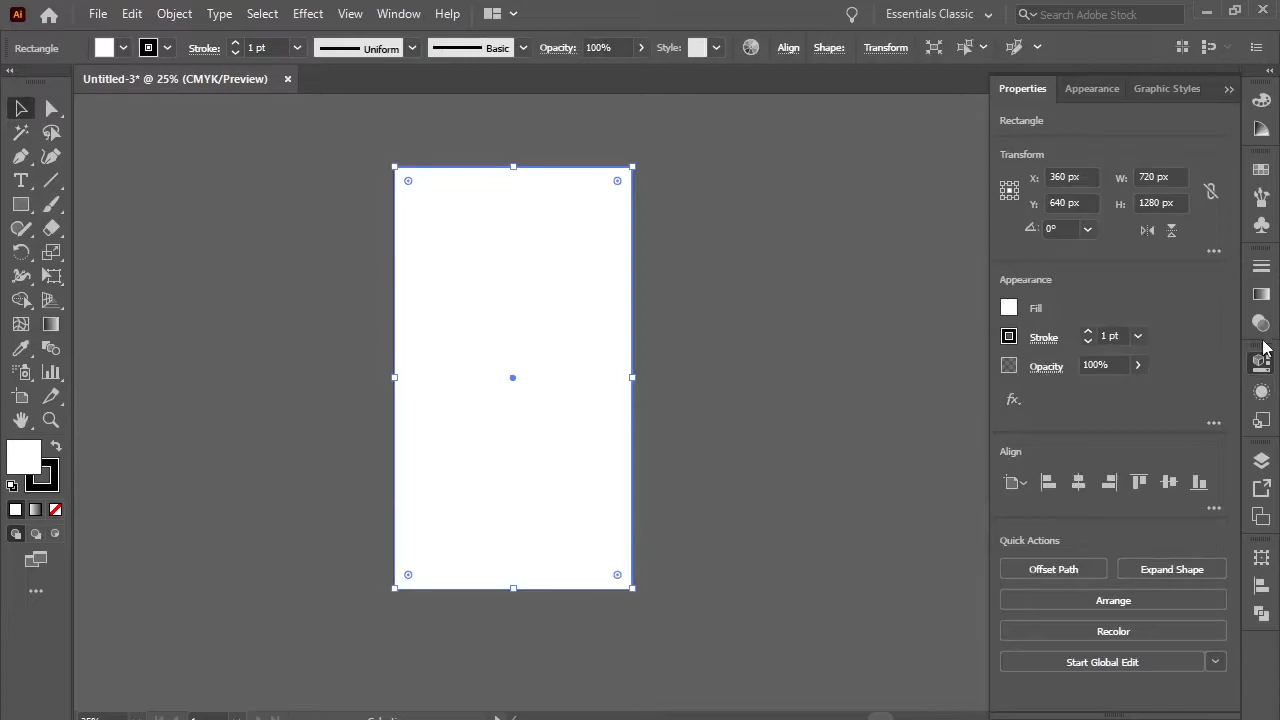 Ai File Edit Object Type Select Effect View Window Help Essentials Classic Search Adobe Stock
Rectangle Stroke: 1 pt Uniform Basic Opacity: 100% Style: Align Shape: Transform
Untitled-3* @ 25% (CMYK/Preview) ×
Properties Appearance Graphic Styles
Rectangle
Transform
X: 360 px W: 720 px
Y: 640 px H: 1280 px
0°
Appearance
Fill
Stroke 1 pt
Opacity 100%
fx.
Align
Quick Actions
Offset Path Expand Shape
Arrange
Recolor
Start Global Edit